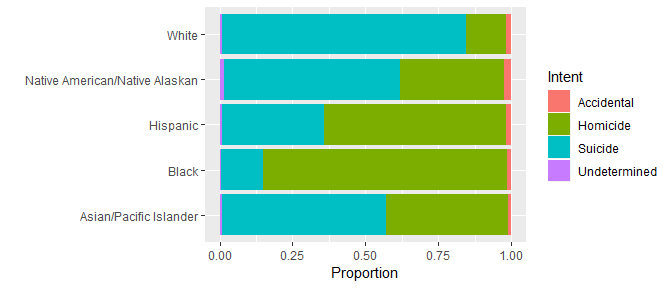 White
Native American/Native Alaskan
Hispanic
Black
Asian/Pacific Islander
0.00 0.25 0.50 0.75 1.00
Proportion
Intent
Accidental
Homicide
Suicide
Undetermined